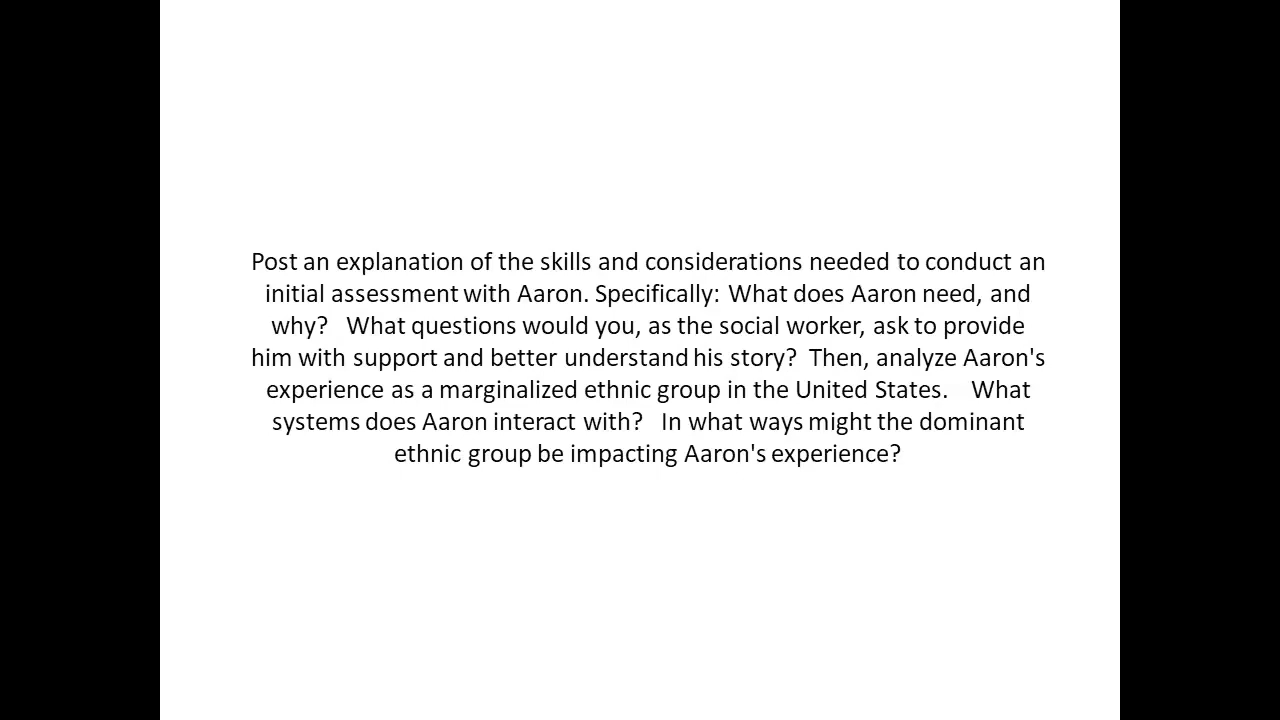 Post an explanation of the skills and considerations needed to conduct an
initial assessment with Aaron. Specifically: What does Aaron need, and
why?   What questions would you, as the social worker, ask to provide
him with support and better understand his story?  Then, analyze Aaron's
experience as a marginalized ethnic group in the United States.    What
systems does Aaron interact with?   In what ways might the dominant
ethnic group be impacting Aaron's experience?